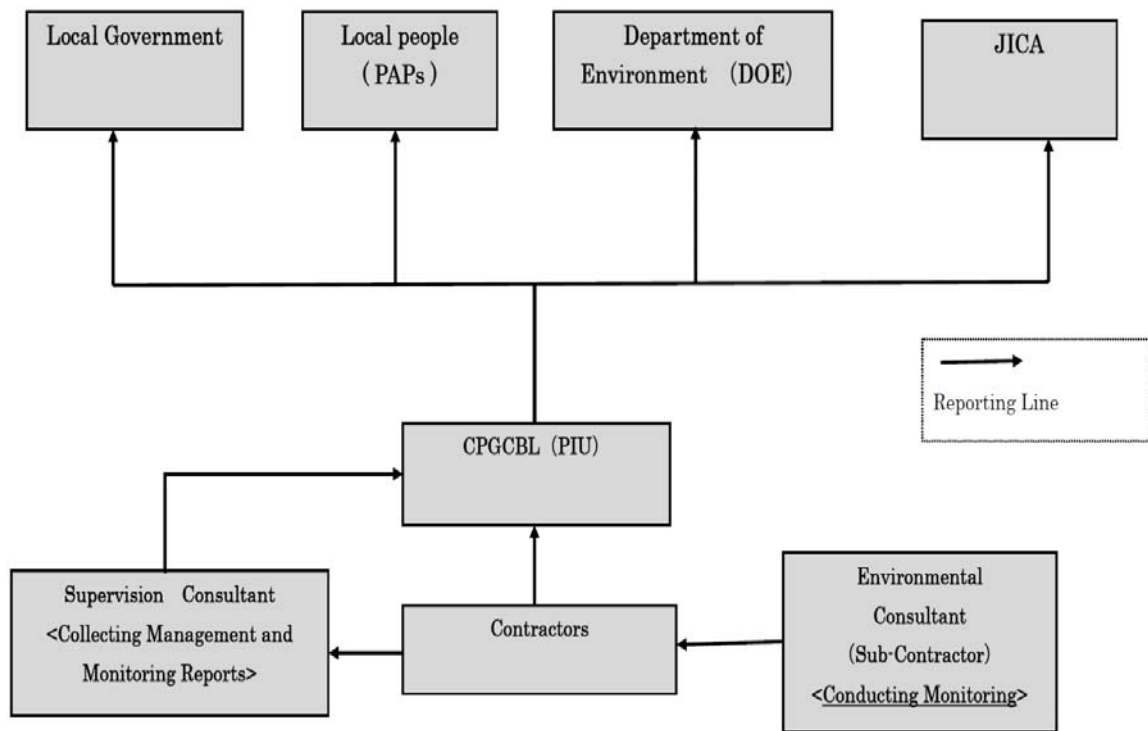 Local Government
Local people
( PAPs )
Department of
Environment (DOE)
JICA
Reporting Line
CPGCBL (PIU)
Supervision Consultant
<Collecting Management and
Monitoring Reports>
Contractors
Environmental
Consultant
(Sub-Contractor)
<Conducting Monitoring>